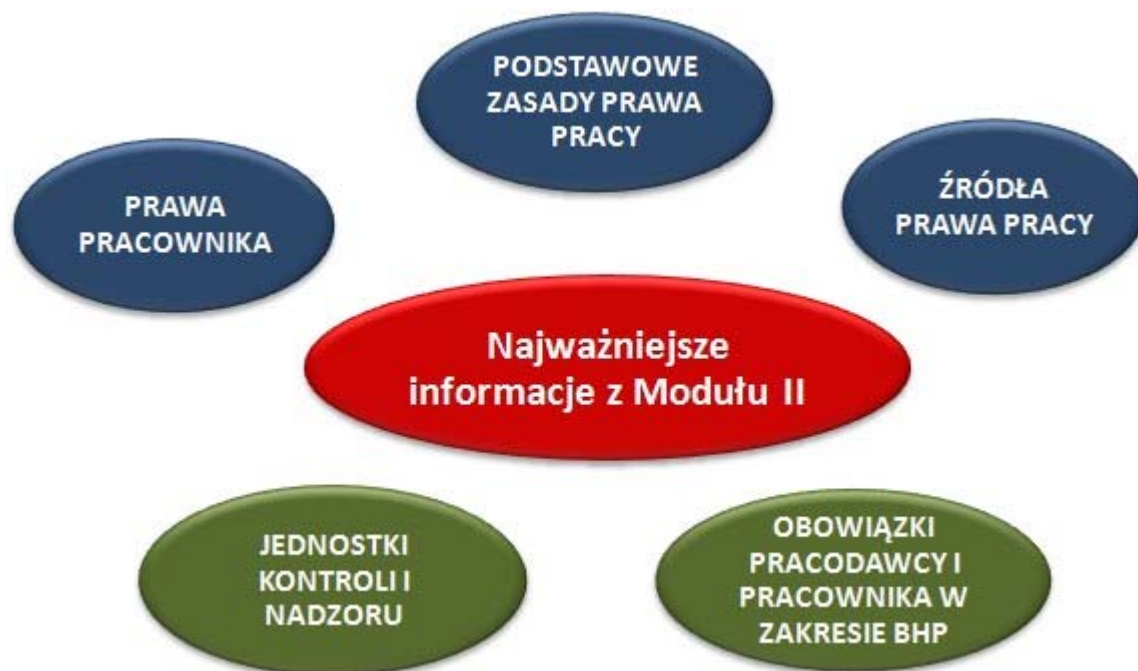 PODSTAWOWE
ZASADY PRAWA
PRACY
PRAWA
PRACOWNIKA
ŹRÓDŁA
PRAWA PRACY
Najważniejsze
informacje z Modułu II
JEDNOSTKI
KONTROLI I
NADZORU
OBOWIĄZKI
PRACODAWCY I
PRACOWNIKA W
ZAKRESIE BHP